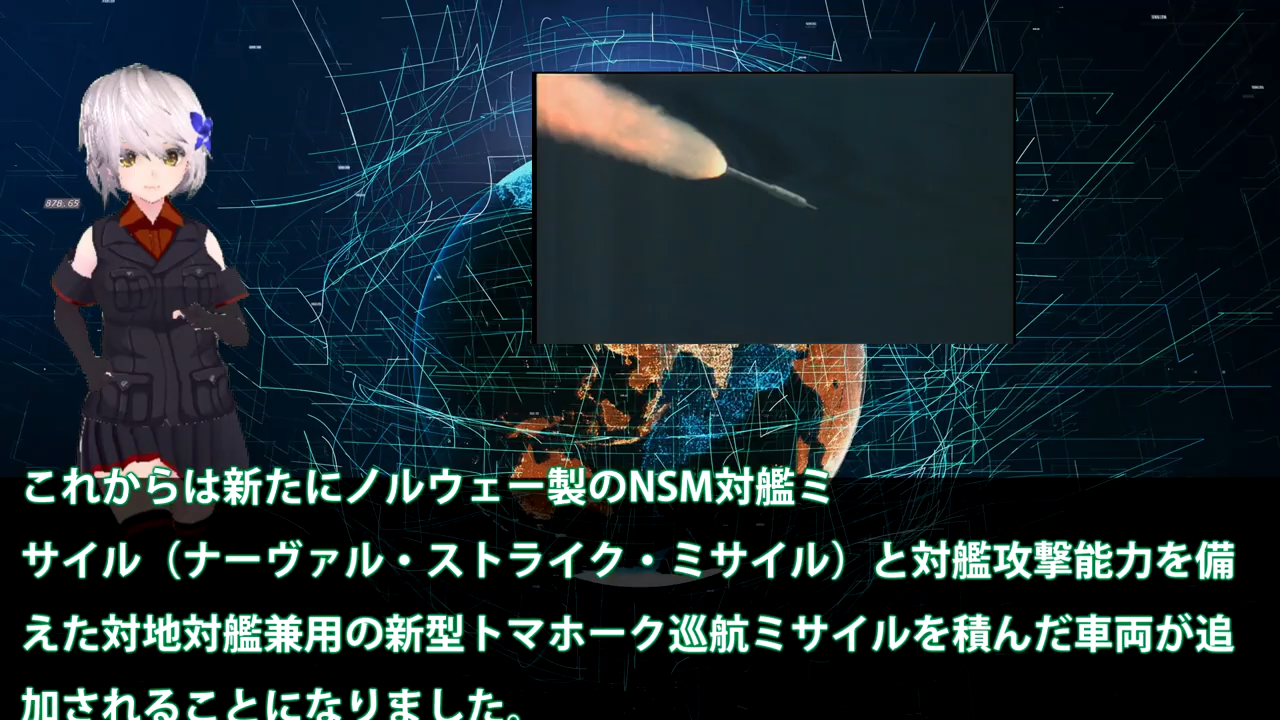 878.65
これからは新たにノルウェー製のNSM対艦ミ
サイル（ナーヴァル・ストライク・ミサイル）と対艦攻撃能力を備
えた対地対艦兼用の新型トマホーク巡航ミサイルを積んだ車両が追
加されることになりました。